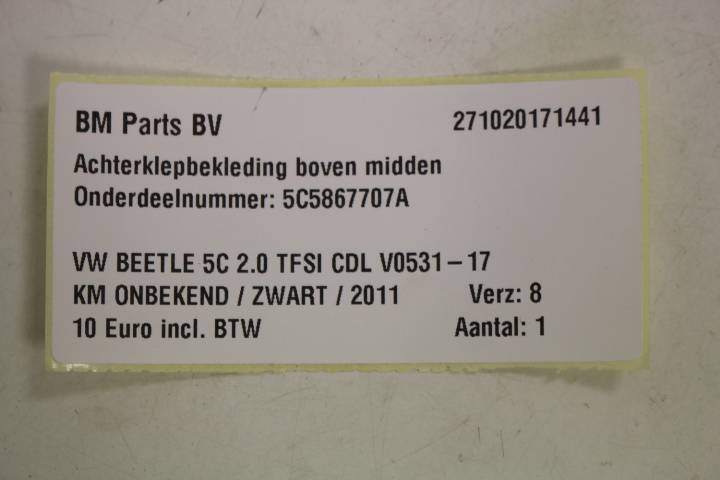 BM Parts BV 271020171441
Achterklepbekleding boven midden
Onderdeelnummer: 5C5867707A
VW BEETLE 5C 2.0 TFSI CDL V0531-17
KM ONBEKEND / ZWART / 2011 Verz: 8
10 Euro incl. BTW Aantal: 1